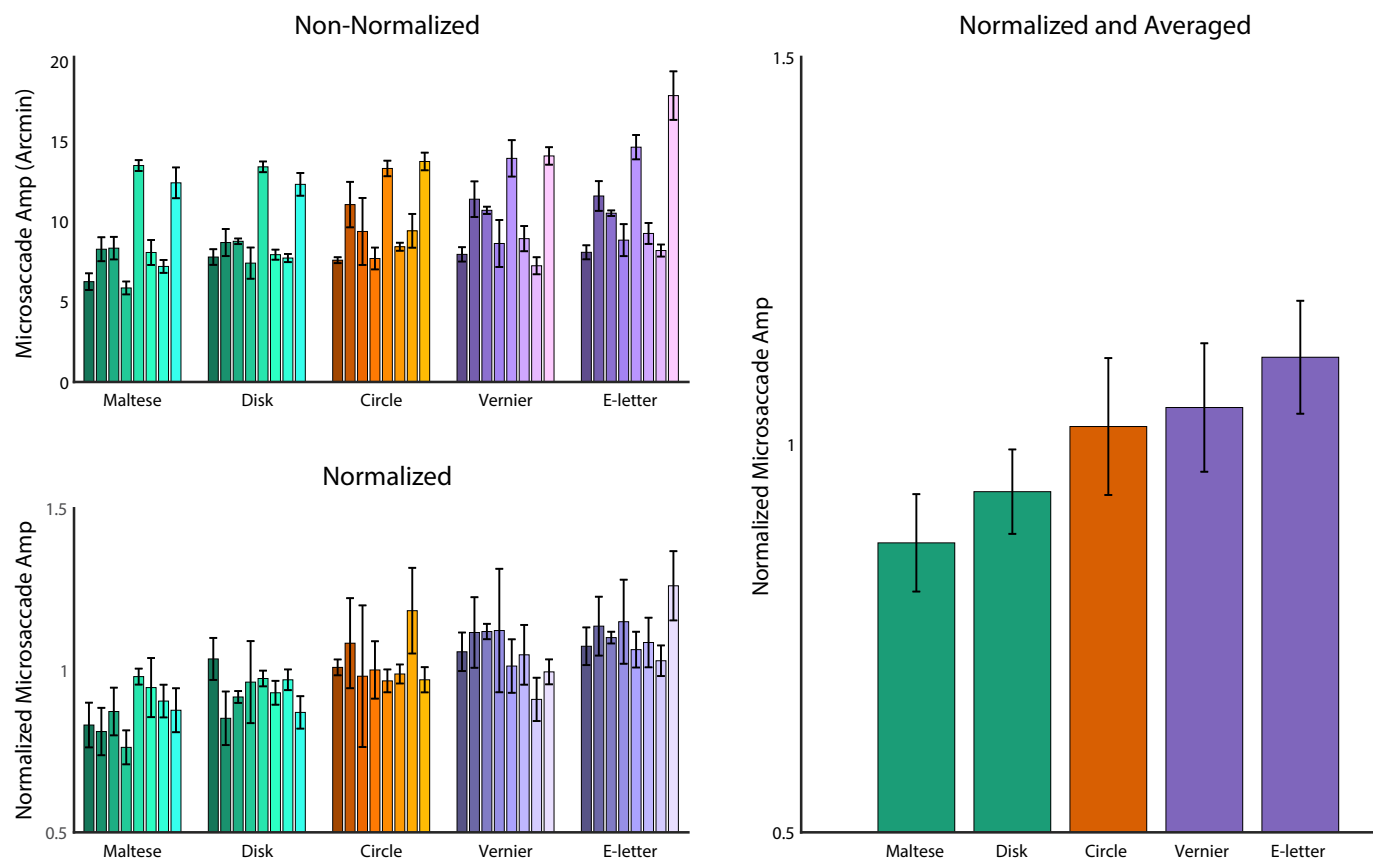 Non-Normalized
Microsaccade Amp (Arcmin)
20
15
10
5
0
Maltese Disk Circle Vernier E-letter
Normalized
Normalized Microsaccade Amp
1.5
1
0.5
Maltese Disk Circle Vernier E-letter
Normalized and Averaged
Normalized Microsaccade Amp
1.5
1
0.5
Maltese Disk Circle Vernier E-letter